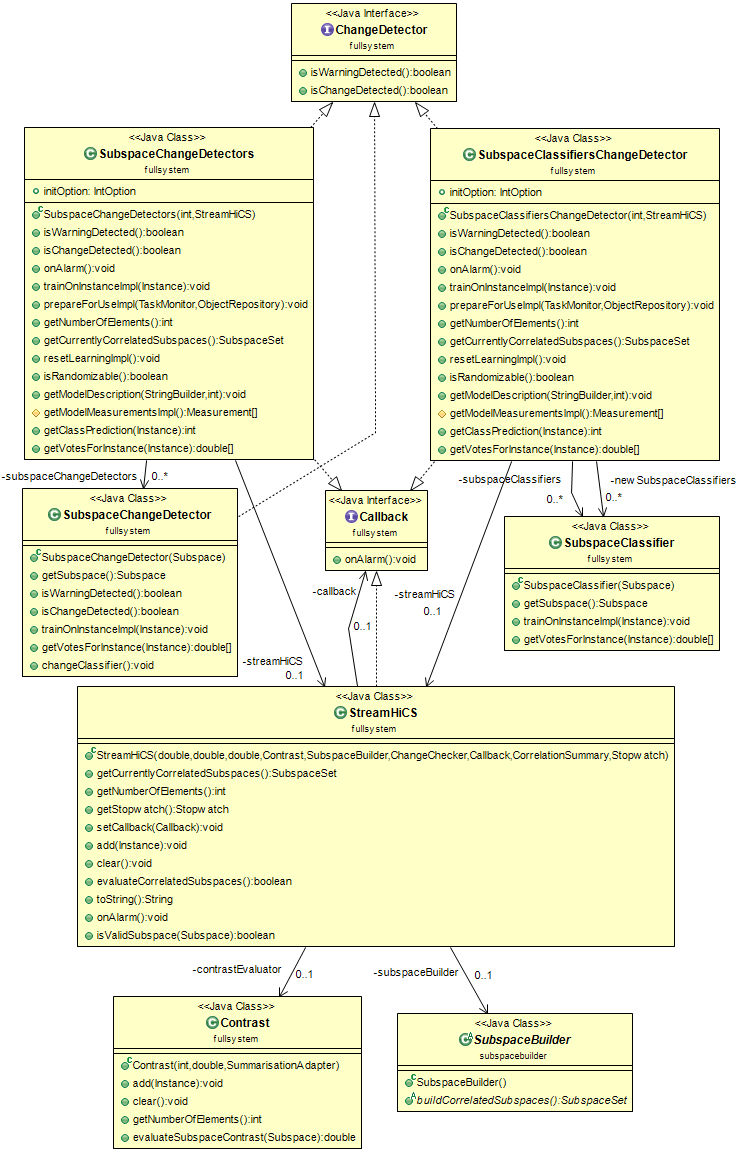 <<Java Interface>>
ChangeDetector
fullsystem
isWarningDetected():boolean
isChangeDetected():boolean
<<Java Class>>
SubspaceChangeDetectors
fullsystem
initOption: IntOption
SubspaceChangeDetectors(int,StreamHiCS)
isWarningDetected():boolean
isChangeDetected():boolean
onAlarm():void
trainOnInstanceImpl(Instance):void
prepareForUseImpl(TaskMonitor,ObjectRepository):void
getNumberOfElements():int
getCurrentlyCorrelatedSubspaces():SubspaceSet
resetLearningImpl():void
isRandomizable():boolean
getModelDescription(StringBuilder,int):void
getModelMeasurementsImpl():Measurement[]
getClassPrediction(Instance):int
getVotesForInstance(Instance):double[]
<<Java Class>>
SubspaceClassifiersChangeDetector
fullsystem
initOption: IntOption
SubspaceClassifiersChangeDetector(int,StreamHiCS)
isWarningDetected():boolean
isChangeDetected():boolean
onAlarm():void
trainOnInstanceImpl(Instance):void
prepareForUseImpl(TaskMonitor,ObjectRepository):void
getNumberOfElements():int
getCurrentlyCorrelatedSubspaces():SubspaceSet
resetLearningImpl():void
isRandomizable():boolean
getModelDescription(StringBuilder,int):void
getModelMeasurementsImpl():Measurement[]
getClassPrediction(Instance):int
getVotesForInstance(Instance):double[]
-subspaceChangeDetectors
0..*
-subspaceClassifiers
0..*
-new SubspaceClassifiers
0..*
<<Java Class>>
SubspaceChangeDetector
fullsystem
SubspaceChangeDetector(Subspace)
getSubspace():Subspace
isWarningDetected():boolean
isChangeDetected():boolean
trainOnInstanceImpl(Instance):void
getVotesForInstance(Instance):double[]
changeClassifier():void
<<Java Interface>>
Callback
fullsystem
onAlarm():void
<<Java Class>>
SubspaceClassifier
fullsystem
SubspaceClassifier(Subspace)
getSubspace():Subspace
trainOnInstanceImpl(Instance):void
getVotesForInstance(Instance):double[]
-callback
0..1
-streamHiCS
0..1
-streamHiCS
0..1
<<Java Class>>
StreamHiCS
fullsystem
StreamHiCS(double,double,double,Contrast,SubspaceBuilder,ChangeChecker,Callback,CorrelationSummary,Stopwatch)
getCurrentlyCorrelatedSubspaces():SubspaceSet
getNumberOfElements():int
getStopwatch():Stopwatch
setCallback(Callback):void
add(Instance):void
clear():void
evaluateCorrelatedSubspaces():boolean
toString():String
onAlarm():void
isValidSubspace(Subspace):boolean
-contrastEvaluator
0..1
-subspaceBuilder
0..1
<<Java Class>>
Contrast
fullsystem
Contrast(int,double,SummarisationAdapter)
add(Instance):void
clear():void
getNumberOfElements():int
evaluateSubspaceContrast(Subspace):double
<<Java Class>>
SubspaceBuilder
subspacebuilder
SubspaceBuilder()
buildCorrelatedSubspaces():SubspaceSet